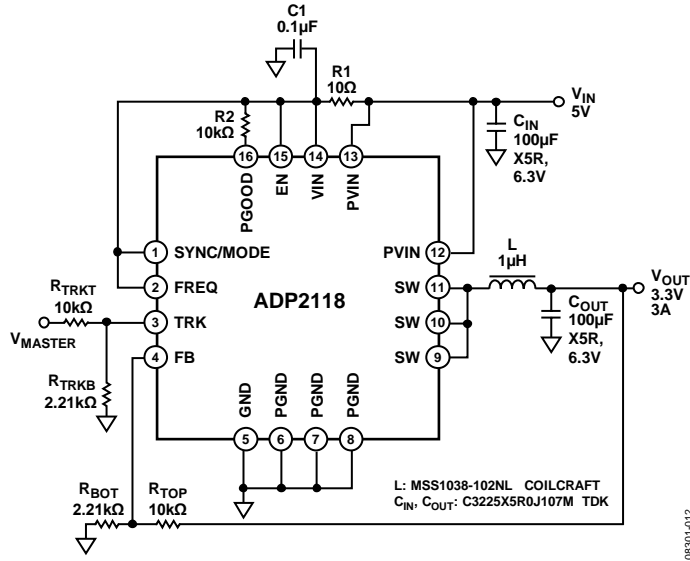 C1
0.1µF
R1
10Ω
VIN
5V
R2
10kΩ
CIN
100µF
X5R,
6.3V
16
15
14
13
PGOOD
EN
VIN
PVIN
1
SYNC/MODE
PVIN
12
L
1µH
2
FREQ
SW
11
VOUT
3.3V
3A
RTRKT
10kΩ
ADP2118
COUT
100µF
X5R,
6.3V
VMASTER
3
TRK
SW
10
4
FB
SW
9
RTRKB
2.21kΩ
GND
PGND
PGND
PGND
5
6
7
8
L: MSS1038-102NL COILCRAFT
CIN, COUT: C3225X5R0J107M TDK
RBOT
2.21kΩ
RTOP
10kΩ
08301-012